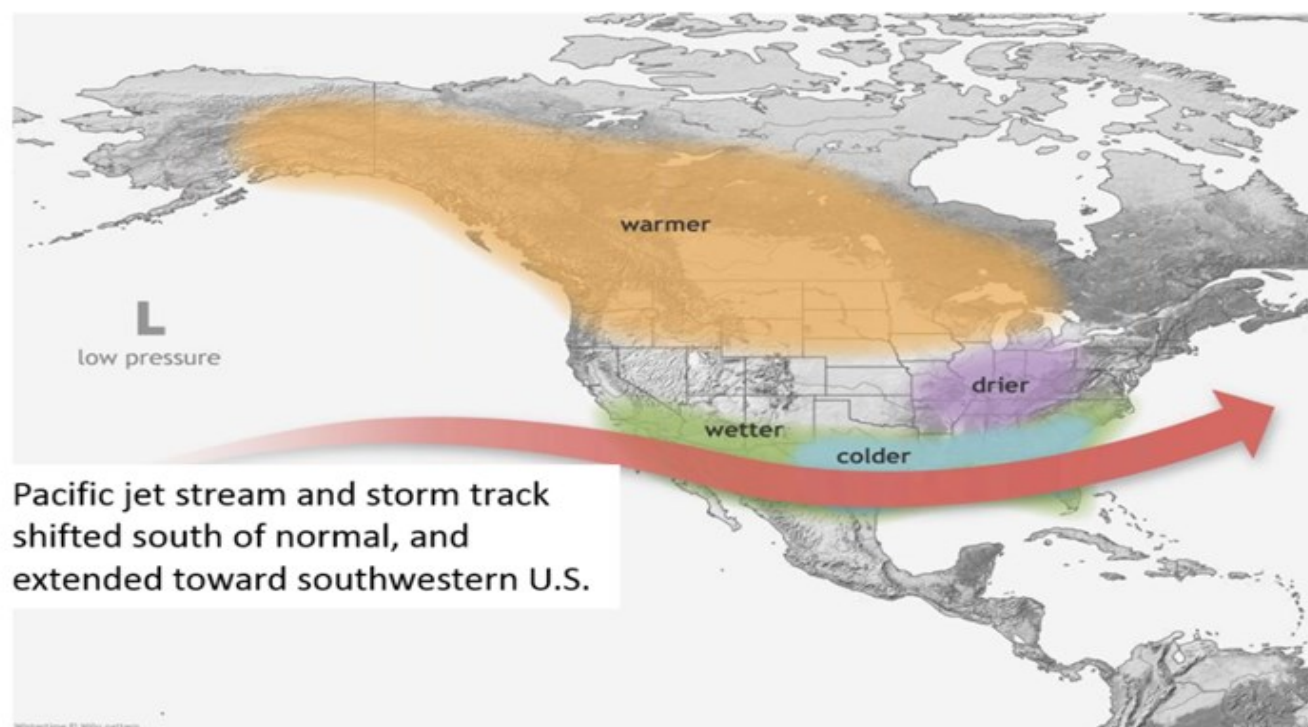 warmer
L
low pressure
drier
wetter
colder
Pacific jet stream and storm track
shifted south of normal, and
extended toward southwestern U.S.